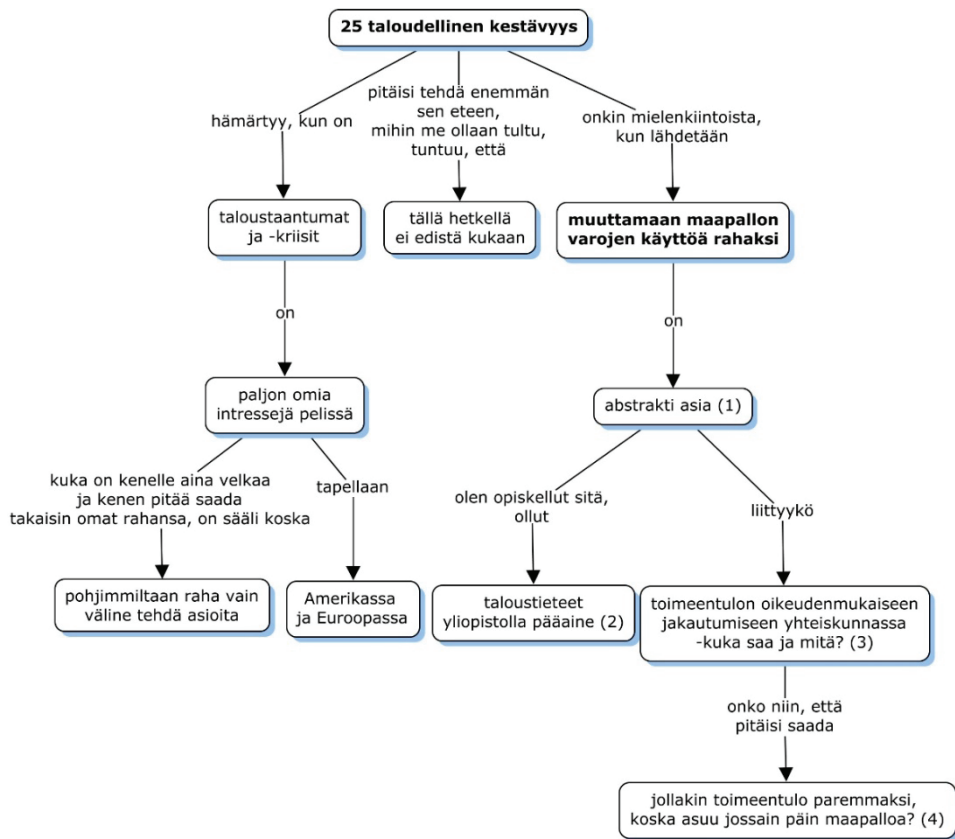 25 taloudellinen kestävyys
hämärtyy, kun on
pitäisi tehdä enemmän
sen eteen,
mihin me ollaan tultu,
tuntuu, että
onkin mielenkiintoista,
kun lähdetään
taloustaantumat
ja -kriisit
tällä hetkellä
ei edistä kukaan
muuttamaan maapallon
varojen käyttöä rahaksi
on
on
paljon omia
intressejä pelissä
abstrakti asia (1)
kuka on kenelle aina velkaa
ja kenen pitää saada
takaisin omat rahansa, on sääli koska
tapellaan
olen opiskellut sitä,
ollut
liittyykö
pohjimmiltaan raha vain
väline tehdä asioita
Amerikassa
ja Euroopassa
taloustieteet
yliopistolla pääaine (2)
toimeentulon oikeudenmukaiseen
jakautumiseen yhteiskunnassa
-kuka saa ja mitä? (3)
onko niin, että
pitäisi saada
jollakin toimeentulo paremmaksi,
koska asuu jossain päin maapalloa? (4)